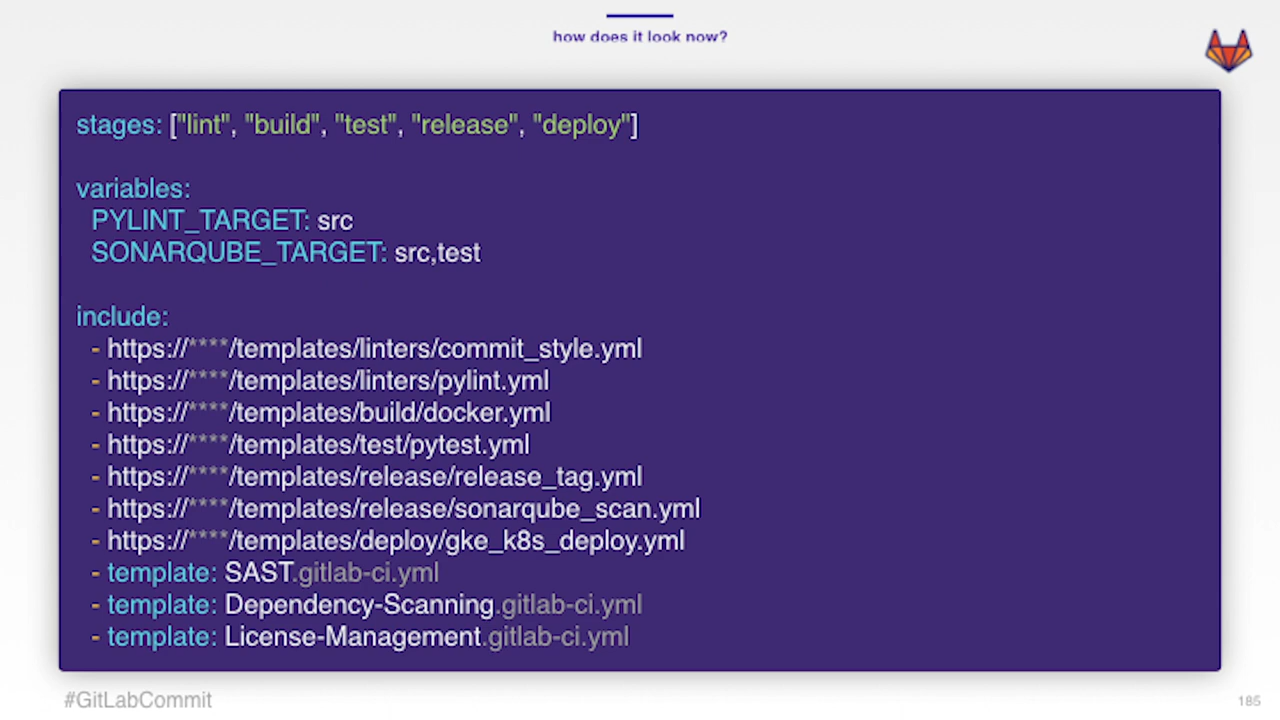 how does it look now?
stages: ["lint", "build", "test", "release", "deploy"]
variables:
PYLINT_TARGET: src
SONARQUBE_TARGET: src,test
include:
- https://****/templates/linters/commit_style.yml
- https://****/templates/linters/pylint.yml
- https://****/templates/build/docker.yml
- https://****/templates/test/pytest.yml
- https://****/templates/release/release_tag.yml
- https://****/templates/release/sonarqube_scan.yml
- https://****/templates/deploy/gke_k8s_deploy.yml
- template: SAST.gitlab-ci.yml
- template: Dependency-Scanning.gitlab-ci.yml
- template: License-Management.gitlab-ci.yml
#GitLabCommit
185